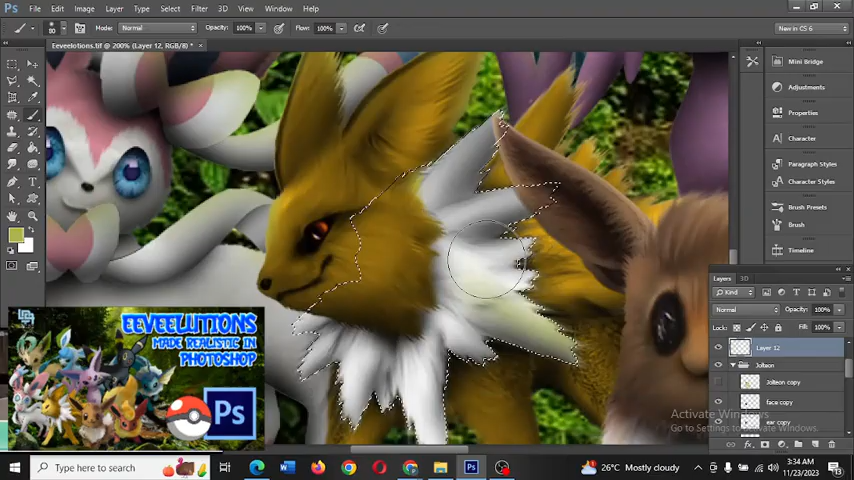 Ps File Edit Image Layer Type Select Filter 3D View Window Help
80 Mode: Normal Opacity: 100% Flow: 100% New in CS 6
Eeveelotions.tif @ 200% (Layer 12, RGB/8) *
Mini Bridge
Adjustments
Properties
Character
Paragraph Styles
Character Styles
Brush Presets
Brush
Timeline
Layers 3D
Kind
Normal Opacity: 100%
Lock: Fill: 100%
Layer 12
Jolteon
Jolteon copy
face copy
ear copy
EEVEELUTIONS
MADE REALISTIC IN
PHOTOSHOP
Ps
Activate Windows
Go to Settings to activate Windows.
Type here to search
26°C Mostly cloudy
3:34 AM
11/23/2023